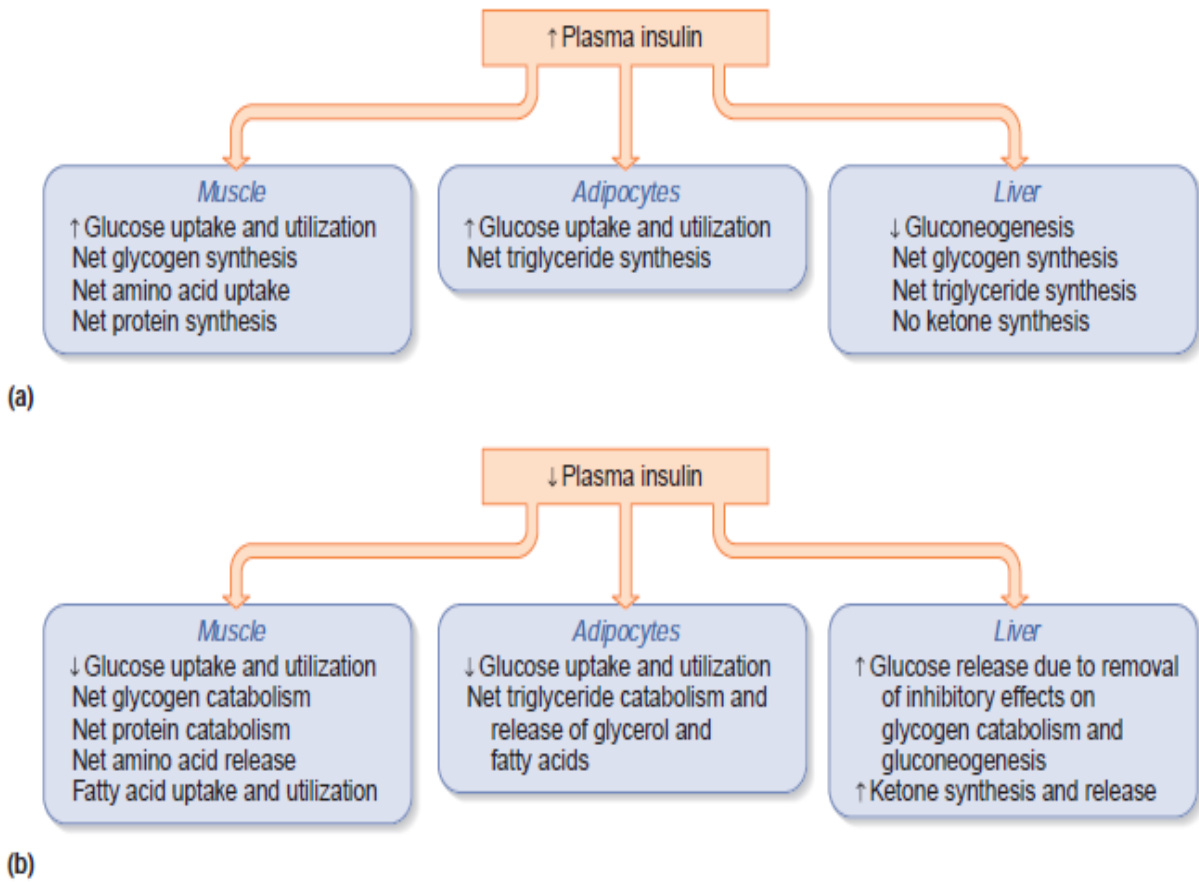 ↑ Plasma insulin
Muscle
↑ Glucose uptake and utilization
Net glycogen synthesis
Net amino acid uptake
Net protein synthesis
Adipocytes
↑ Glucose uptake and utilization
Net triglyceride synthesis
Liver
↓ Gluconeogenesis
Net glycogen synthesis
Net triglyceride synthesis
No ketone synthesis
(a)
↓ Plasma insulin
Muscle
↓ Glucose uptake and utilization
Net glycogen catabolism
Net protein catabolism
Net amino acid release
Fatty acid uptake and utilization
Adipocytes
↓ Glucose uptake and utilization
Net triglyceride catabolism and
release of glycerol and
fatty acids
Liver
↑ Glucose release due to removal
of inhibitory effects on
glycogen catabolism and
gluconeogenesis
↑ Ketone synthesis and release
(b)